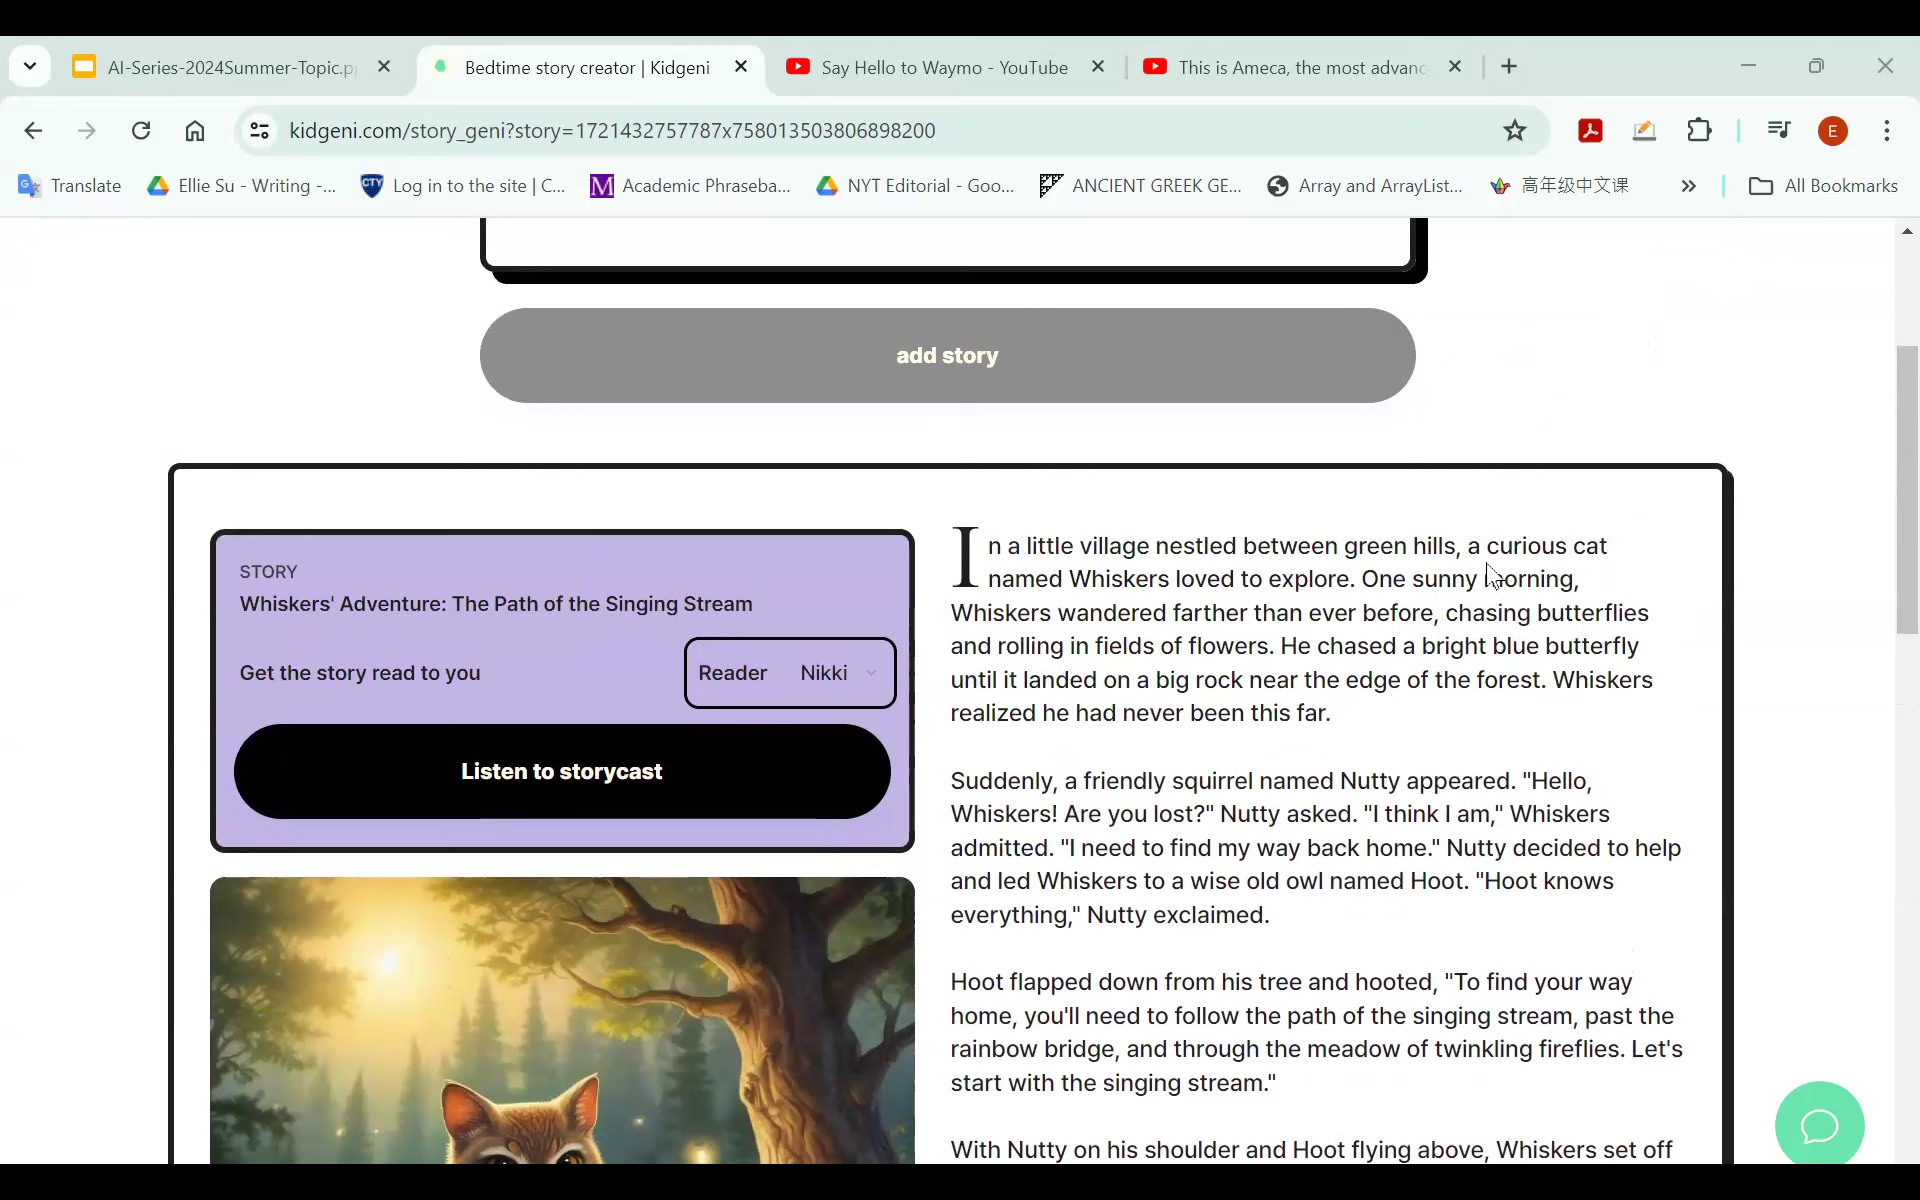 AI-Series-2024Summer-Topic.p
Bedtime story creator | Kidgeni
Say Hello to Waymo - YouTube
This is Ameca, the most advanc
kidgeni.com/story_geni?story=1721432757787x758013503806898200
E
Translate
Ellie Su - Writing -...
CTY
Log in to the site | C...
M
Academic Phraseba...
NYT Editorial - Goo...
ANCIENT GREEK GE...
Array and ArrayList...
高年级中文课
All Bookmarks
add story
STORY
Whiskers' Adventure: The Path of the Singing Stream
Get the story read to you
Reader Nikki
Listen to storycast
In a little village nestled between green hills, a curious cat
named Whiskers loved to explore. One sunny morning,
Whiskers wandered farther than ever before, chasing butterflies
and rolling in fields of flowers. He chased a bright blue butterfly
until it landed on a big rock near the edge of the forest. Whiskers
realized he had never been this far.
Suddenly, a friendly squirrel named Nutty appeared. "Hello,
Whiskers! Are you lost?" Nutty asked. "I think I am," Whiskers
admitted. "I need to find my way back home." Nutty decided to help
and led Whiskers to a wise old owl named Hoot. "Hoot knows
everything," Nutty exclaimed.
Hoot flapped down from his tree and hooted, "To find your way
home, you'll need to follow the path of the singing stream, past the
rainbow bridge, and through the meadow of twinkling fireflies. Let's
start with the singing stream."
With Nutty on his shoulder and Hoot flying above, Whiskers set off